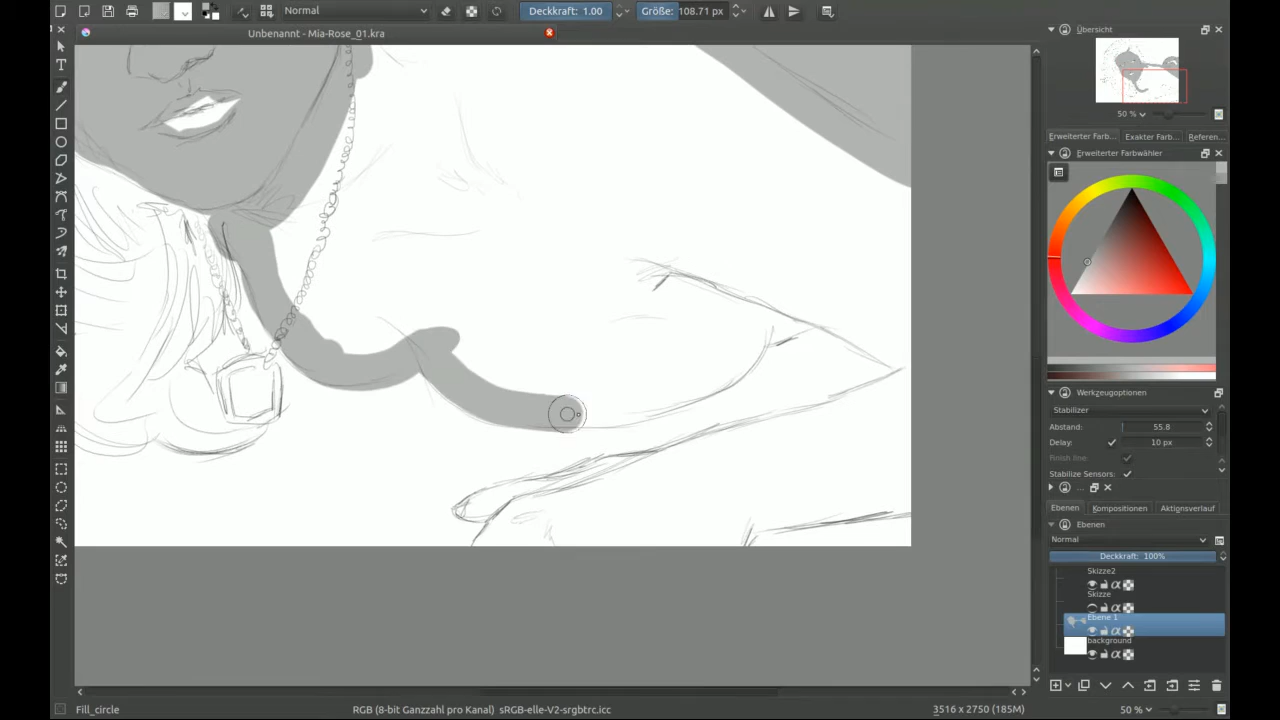 Normal
Deckkraft: 1.00
Größe: 108.71 px
Unbenannt - Mia-Rose_01.kra
Übersicht
50 %
Erweiterter Farb...
Exakter Farb...
Referen...
Erweiterter Farbwähler
Werkzeugoptionen
Stabilizer
Abstand:
55.8
Delay:
10 px
Finish line:
Stabilize Sensors:
...
Ebenen
Kompositionen
Aktignsverlauf
Ebenen
Normal
Deckkraft: 100%
Skizze2
Skizze
Ebene 1
background
Fill_circle
RGB (8-bit Ganzzahl pro Kanal) sRGB-elle-V2-srgbtrc.icc
3516 x 2750 (185M)
50 %